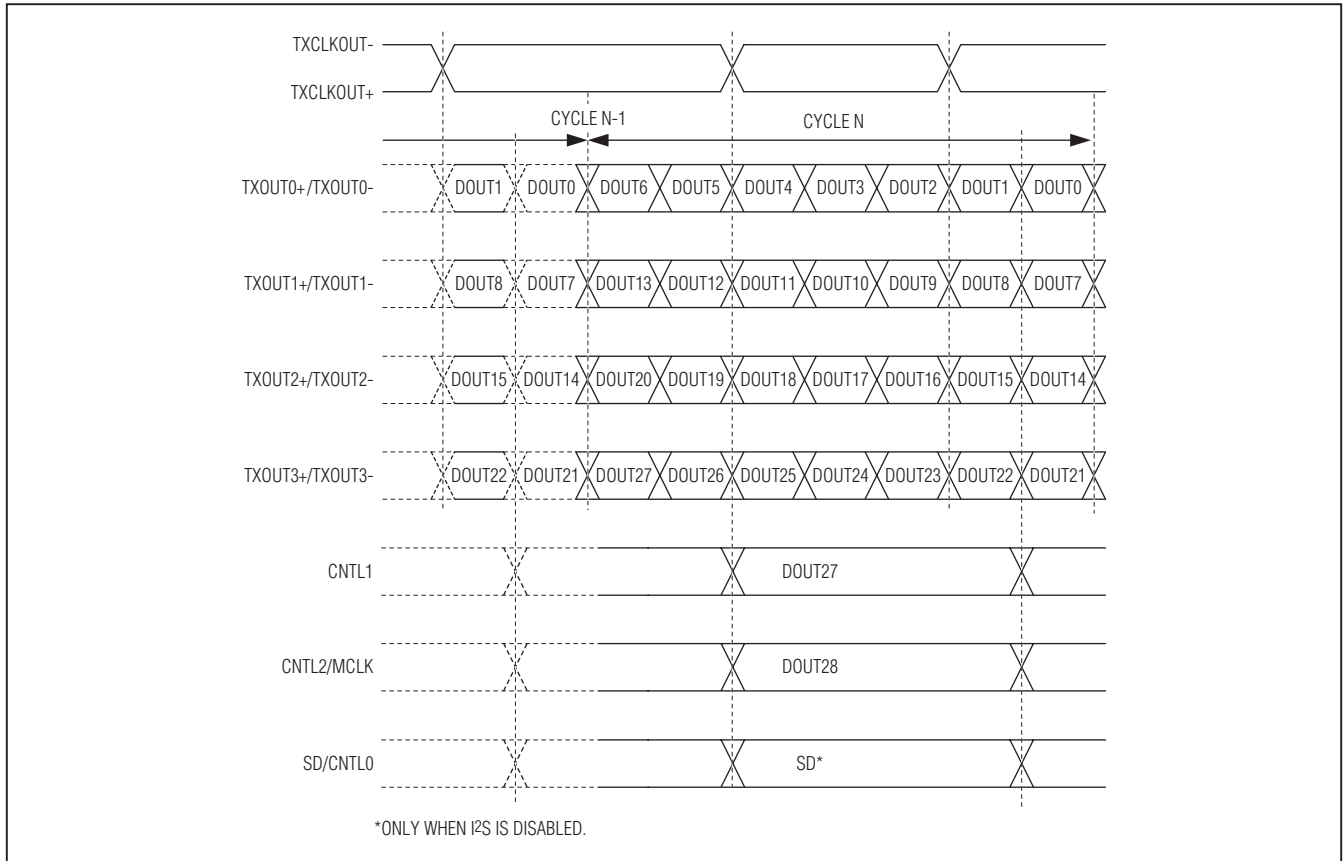 TXCLKOUT-
TXCLKOUT+
CYCLE N-1 CYCLE N
TXOUT0+/TXOUT0- DOUT1 DOUT0 DOUT6 DOUT5 DOUT4 DOUT3 DOUT2 DOUT1 DOUT0
TXOUT1+/TXOUT1- DOUT8 DOUT7 DOUT13 DOUT12 DOUT11 DOUT10 DOUT9 DOUT8 DOUT7
TXOUT2+/TXOUT2- DOUT15 DOUT14 DOUT20 DOUT19 DOUT18 DOUT17 DOUT16 DOUT15 DOUT14
TXOUT3+/TXOUT3- DOUT22 DOUT21 DOUT27 DOUT26 DOUT25 DOUT24 DOUT23 DOUT22 DOUT21
CNTL1 DOUT27
CNTL2/MCLK DOUT28
SD/CNTL0 SD*
*ONLY WHEN I2S IS DISABLED.